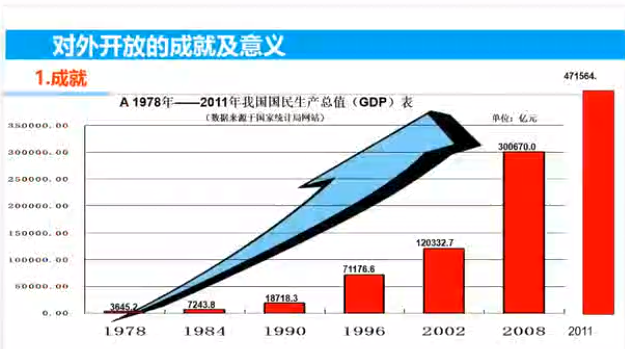 对外开放的成就及意义
1.成就
471564.
A 1978年——2011年我国国民生产总值（GDP）表
（数据来源于国家统计局网站）
单位：亿元
350000.00
300000.00
250000.00
200000.00
150000.00
100000.00
50000.00
0.00
3645.2
7243.8
18718.3
71176.6
120332.7
300670.0
1978 1984 1990 1996 2002 2008 2011